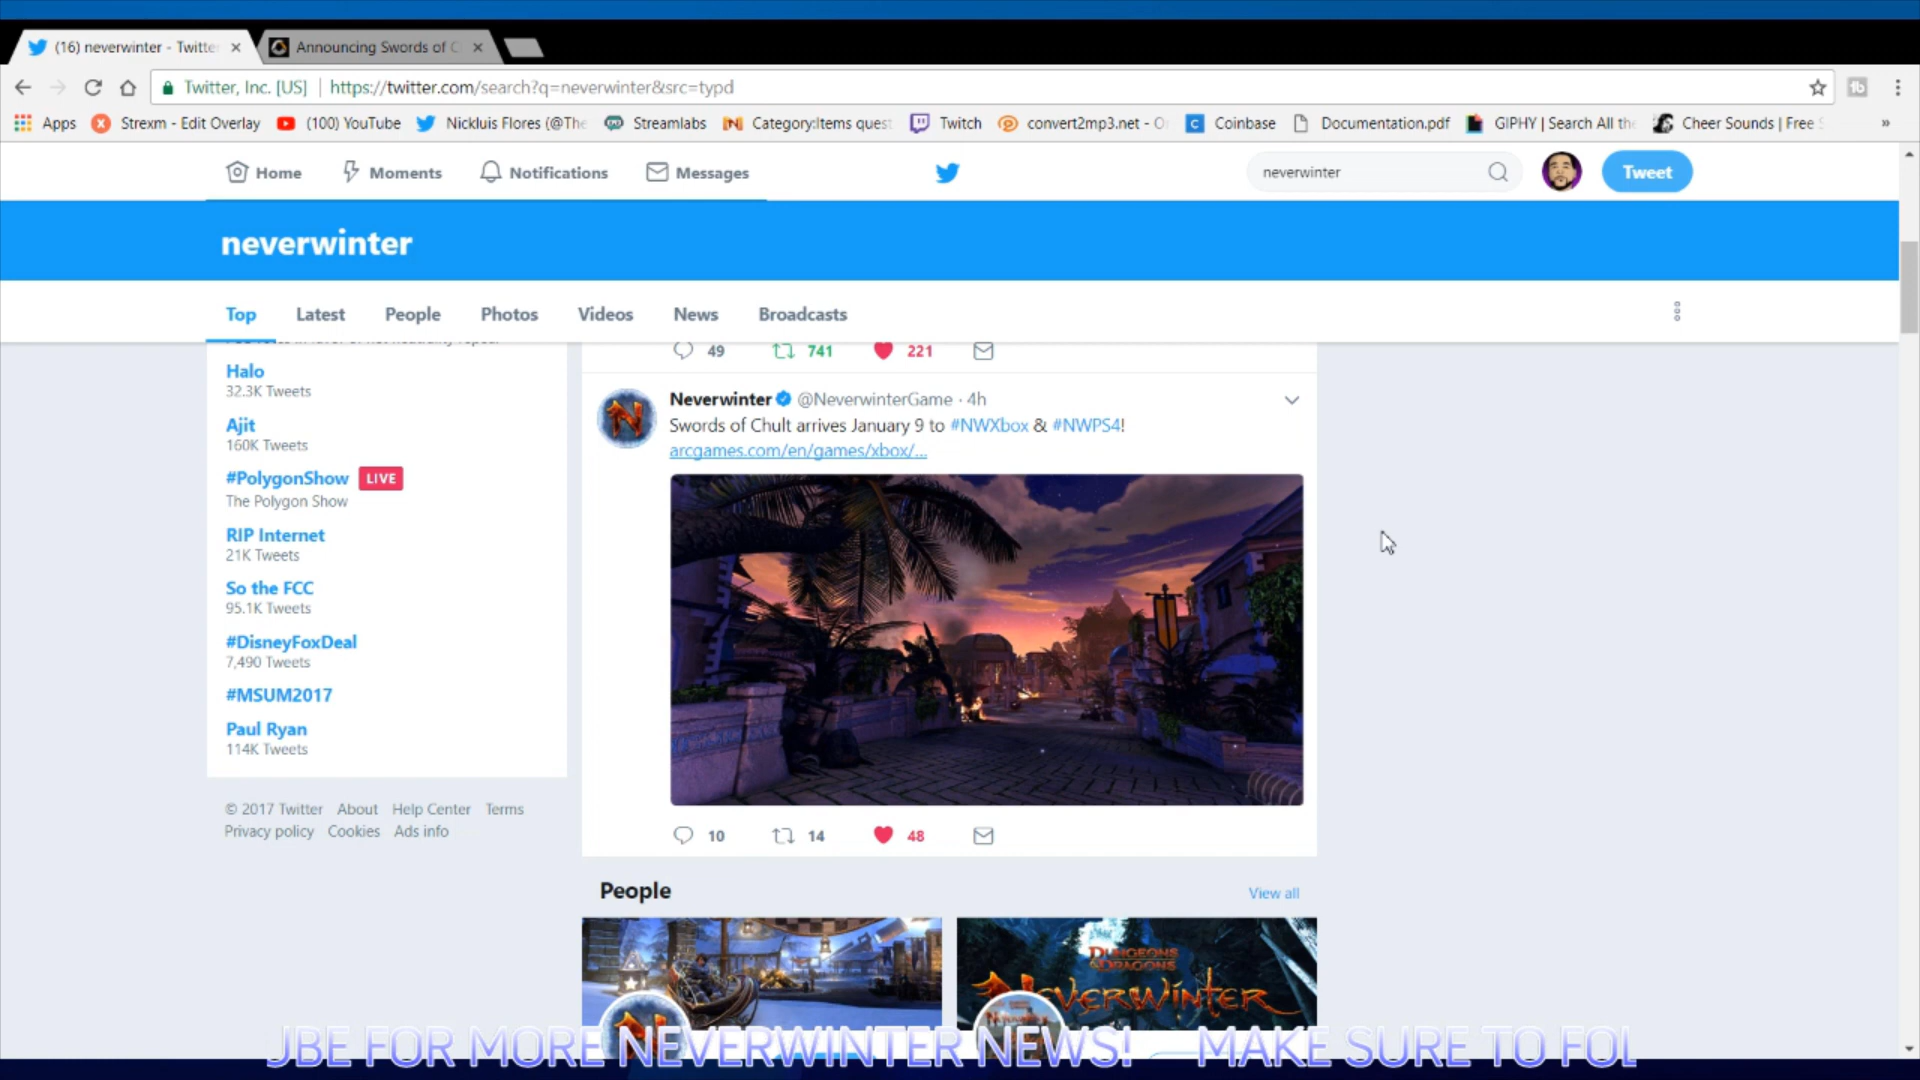 (16) neverwinter - Twitte
Announcing Swords of C
Twitter, Inc. [US] | https://twitter.com/search?q=neverwinter&src=typd
Apps
Strexm - Edit Overlay
(100) YouTube
Nickluis Flores (@The
Streamlabs
Category:Items quest
Twitch
convert2mp3.net - O
Coinbase
Documentation.pdf
GIPHY | Search All the
Cheer Sounds | Free S
»
Home
Moments
Notifications
Messages
neverwinter
Tweet
neverwinter
Top
Latest
People
Photos
Videos
News
Broadcasts
Halo
32.3K Tweets
Ajit
160K Tweets
#PolygonShow LIVE
The Polygon Show
RIP Internet
21K Tweets
So the FCC
95.1K Tweets
#DisneyFoxDeal
7,490 Tweets
#MSUM2017
Paul Ryan
114K Tweets
© 2017 Twitter About Help Center Terms
Privacy policy Cookies Ads info
49 741 221
Neverwinter @NeverwinterGame · 4h
Swords of Chult arrives January 9 to #NWXbox & #NWPS4!
arcgames.com/en/games/xbox/...
10 14 48
People
View all
DUNGEONS
& DRAGONS
NEVERWINTER
JBE FOR MORE NEVERWINTER NEWS! MAKE SURE TO FOL